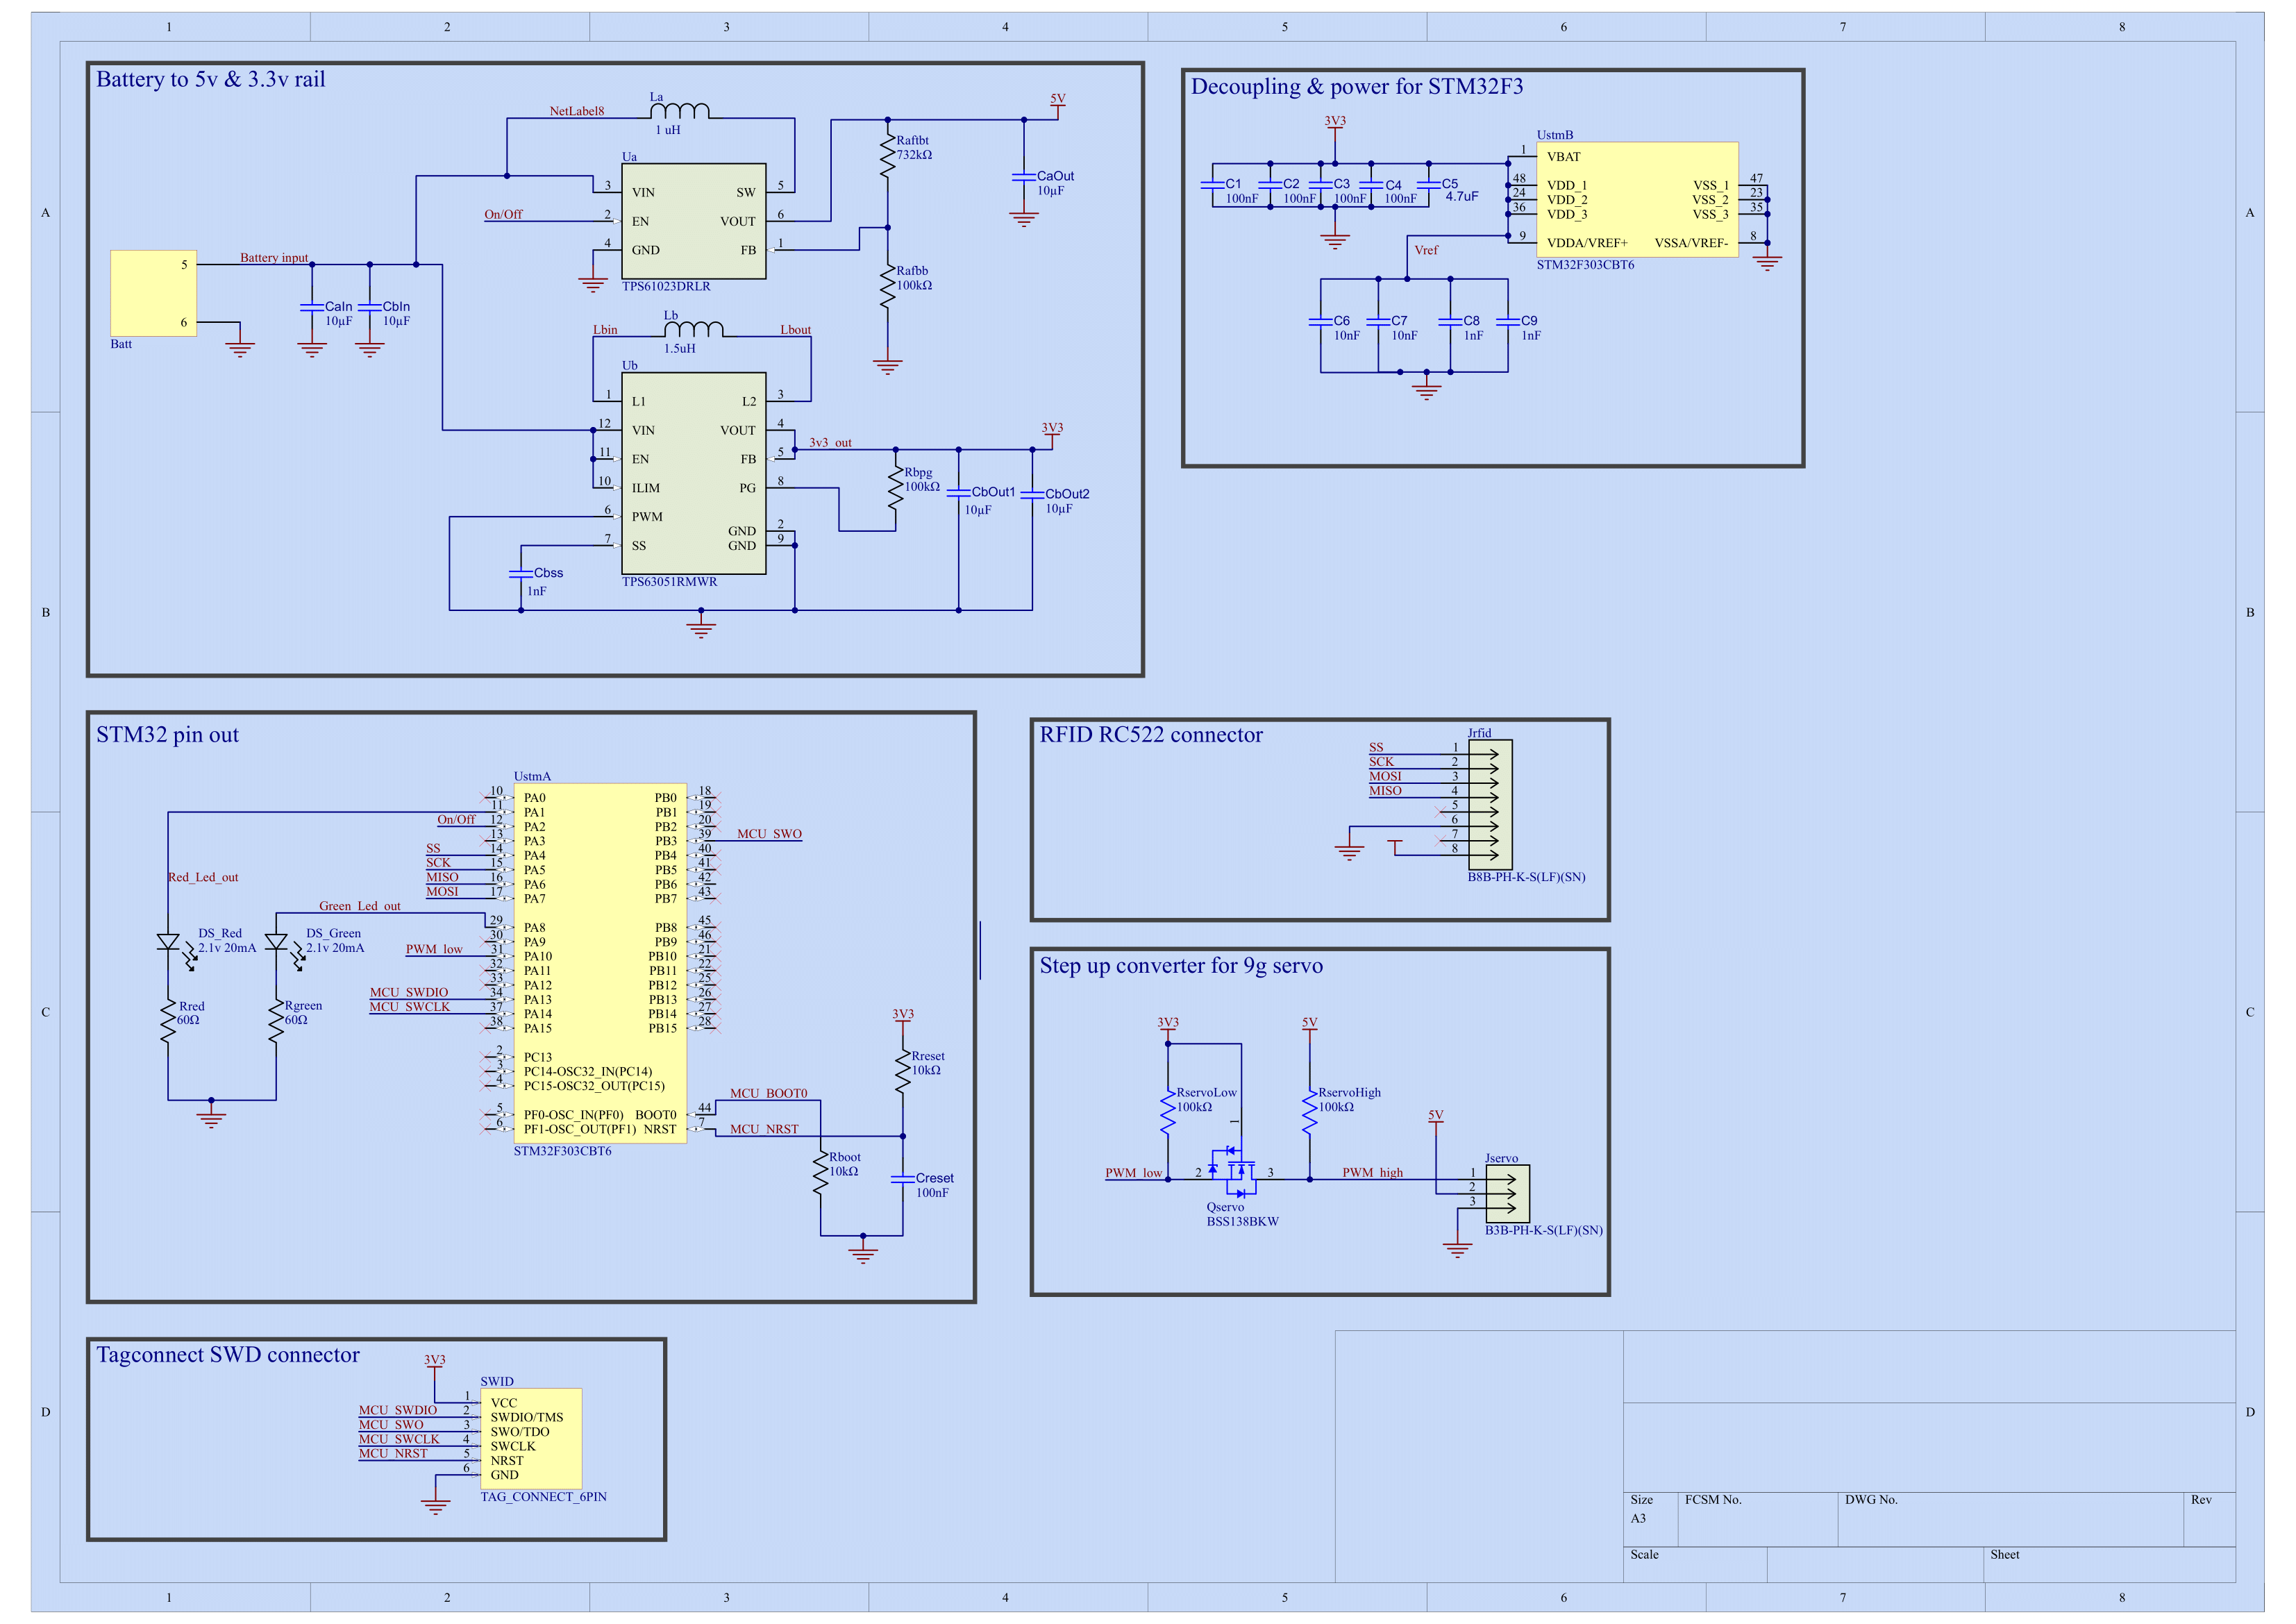 1 2 3 4 5 6 7 8
A
B
C
D
A
B
C
D
Battery to 5v & 3.3v rail
NetLabel8
La
1 uH
5V
Ua
3 VIN SW 5
On/Off 2 EN VOUT 6
4 GND FB 1
TPS61023DRLR
Raftbt
732kΩ
Rafbb
100kΩ
CaOut
10µF
Batt
5
6
Battery input
CaIn
10µF
CbIn
10µF
Lbin
Lb
Lbout
1.5uH
Ub
1 L1 L2 3
12 VIN VOUT 4
11 EN FB 5
10 ILIM PG 8
6 PWM
GND 2
7 SS GND 9
TPS63051RMWR
3v3_out
3V3
Rbpg
100kΩ
CbOut1
10µF
CbOut2
10µF
Cbss
1nF
Decoupling & power for STM32F3
3V3
C1
100nF
C2
100nF
C3
100nF
C4
100nF
C5
4.7uF
UstmB
1 VBAT
48 VDD_1 VSS_1 47
24 VDD_2 VSS_2 23
36 VDD_3 VSS_3 35
9 VDDA/VREF+ VSSA/VREF- 8
STM32F303CBT6
Vref
C6
10nF
C7
10nF
C8
1nF
C9
1nF
STM32 pin out
UstmA
10 PA0 PB0 18
11 PA1 PB1 19
On/Off 12 PA2 PB2 20
13 PA3 PB3 39 MCU_SWO
SS 14 PA4 PB4 40
SCK 15 PA5 PB5 41
MISO 16 PA6 PB6 42
MOSI 17 PA7 PB7 43
29 PA8 PB8 45
30 PA9 PB9 46
PWM_low 31 PA10 PB10 21
32 PA11 PB11 22
33 PA12 PB12 25
MCU_SWDIO 34 PA13 PB13 26
MCU_SWCLK 37 PA14 PB14 27
38 PA15 PB15 28
2 PC13
3 PC14-OSC32_IN(PC14)
4 PC15-OSC32_OUT(PC15)
5 PF0-OSC_IN(PF0) BOOT0 44
6 PF1-OSC_OUT(PF1) NRST 7
STM32F303CBT6
Red_Led_out
Green_Led_out
DS_Red
2.1v 20mA
DS_Green
2.1v 20mA
Rred
60Ω
Rgreen
60Ω
MCU_BOOT0
MCU_NRST
3V3
Rreset
10kΩ
Rboot
10kΩ
Creset
100nF
RFID RC522 connector
Jrfid
SS 1
SCK 2
MOSI 3
MISO 4
5
6
7
8
B8B-PH-K-S(LF)(SN)
Step up converter for 9g servo
3V3
5V
RservoLow
100kΩ
RservoHigh
100kΩ
5V
1
PWM_low 2
3 PWM_high
Qservo
BSS138BKW
Jservo
1
2
3
B3B-PH-K-S(LF)(SN)
Tagconnect SWD connector
3V3
SWID
1 VCC
MCU_SWDIO 2 SWDIO/TMS
MCU_SWO 3 SWO/TDO
MCU_SWCLK 4 SWCLK
MCU_NRST 5 NRST
6 GND
TAG_CONNECT_6PIN
Size FCSM No. DWG No. Rev
A3
Scale Sheet
1 2 3 4 5 6 7 8